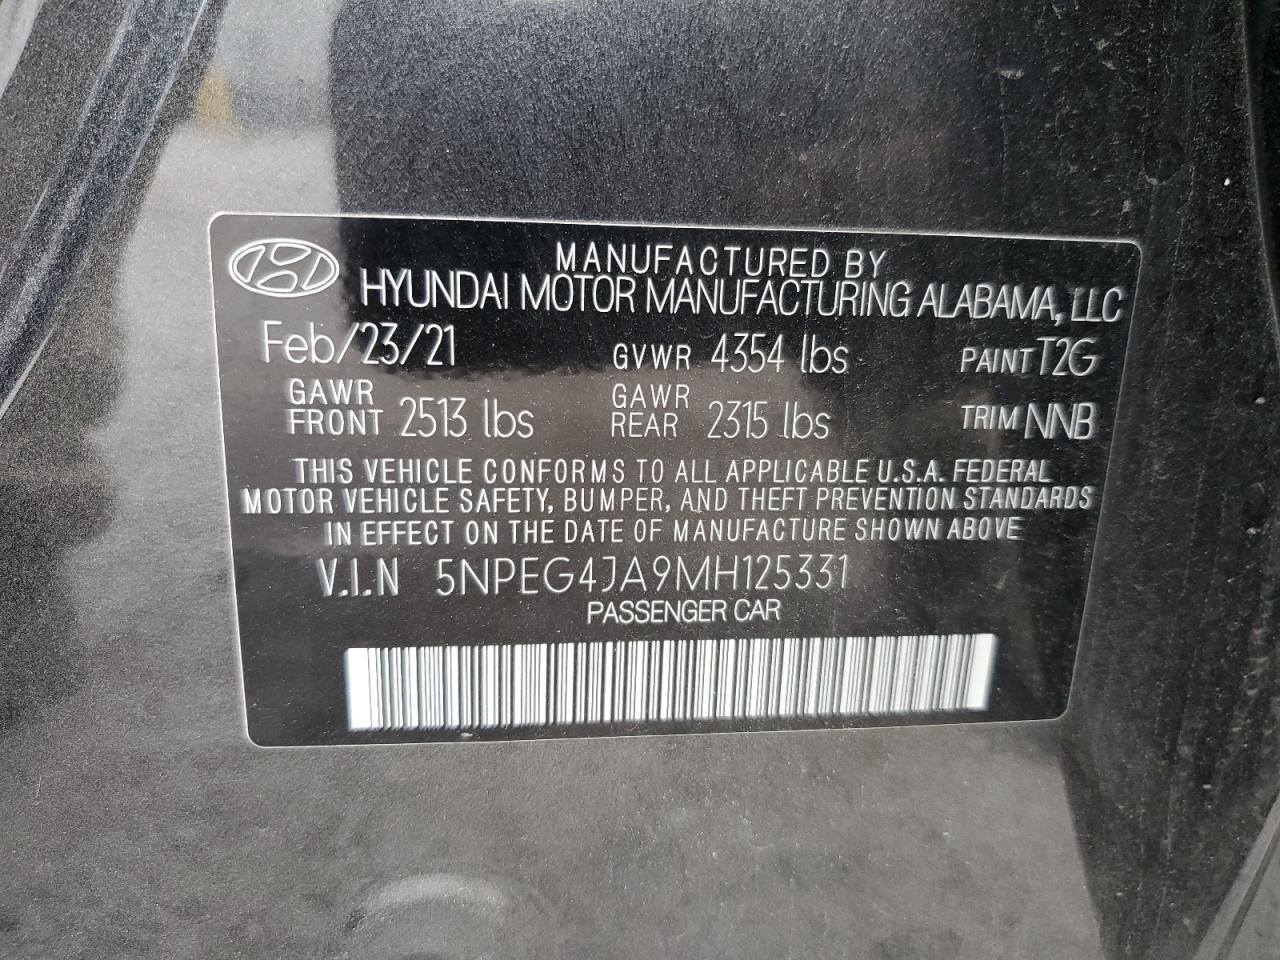 MANUFACTURED BY
HYUNDAI MOTOR MANUFACTURING ALABAMA, LLC
Feb/23/21 GVWR 4354 lbs PAINT T2G
GAWR FRONT 2513 lbs GAWR REAR 2315 lbs TRIM NNB
THIS VEHICLE CONFORMS TO ALL APPLICABLE U.S.A. FEDERAL
MOTOR VEHICLE SAFETY, BUMPER, AND THEFT PREVENTION STANDARDS
IN EFFECT ON THE DATE OF MANUFACTURE SHOWN ABOVE
V.I.N 5NPEG4JA9MH125331
PASSENGER CAR